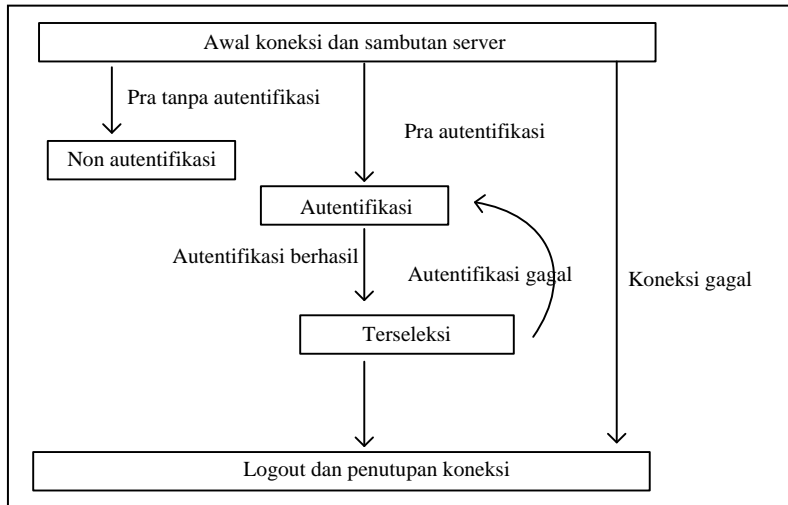 Awal koneksi dan sambutan server
Pra tanpa autentifikasi
Pra autentifikasi
Non autentifikasi
Autentifikasi
Autentifikasi berhasil
Autentifikasi gagal
Koneksi gagal
Terseleksi
Logout dan penutupan koneksi